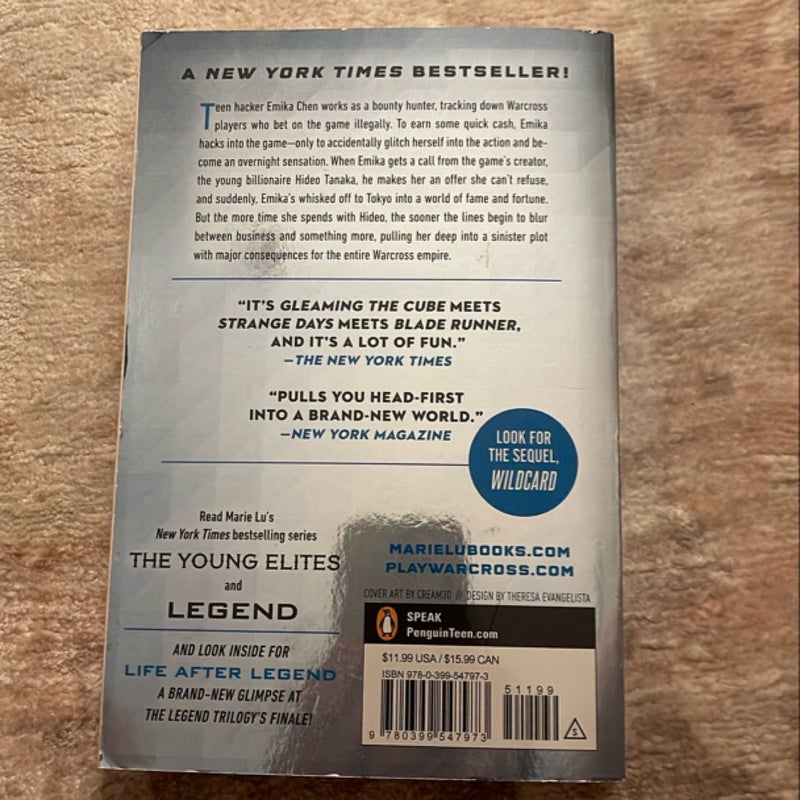 A NEW YORK TIMES BESTSELLER!
Teen hacker Emika Chen works as a bounty hunter, tracking down Warcross
players who bet on the game illegally. To earn some quick cash, Emika
hacks into the game—only to accidentally glitch herself into the action and be-
come an overnight sensation. When Emika gets a call from the game's creator,
the young billionaire Hideo Tanaka, he makes her an offer she can't refuse,
and suddenly, Emika's whisked off to Tokyo into a world of fame and fortune.
But the more time she spends with Hideo, the sooner the lines begin to blur
between business and something more, pulling her deep into a sinister plot
with major consequences for the entire Warcross empire.
"IT'S GLEAMING THE CUBE MEETS
STRANGE DAYS MEETS BLADE RUNNER,
AND IT'S A LOT OF FUN."
—THE NEW YORK TIMES
"PULLS YOU HEAD-FIRST
INTO A BRAND-NEW WORLD."
—NEW YORK MAGAZINE
LOOK FOR
THE SEQUEL,
WILDCARD
Read Marie Lu's
New York Times bestselling series
THE YOUNG ELITES
and
LEGEND
AND LOOK INSIDE FOR
LIFE AFTER LEGEND
A BRAND-NEW GLIMPSE AT
THE LEGEND TRILOGY'S FINALE!
MARIELUBOOKS.COM
PLAYWARCROSS.COM
COVER ART BY CREAM3D // DESIGN BY THERESA EVANGELISTA
SPEAK
PenguinTeen.com
$11.99 USA / $15.99 CAN
ISBN 978-0-399-54797-3
51199
9 780399 547973
S